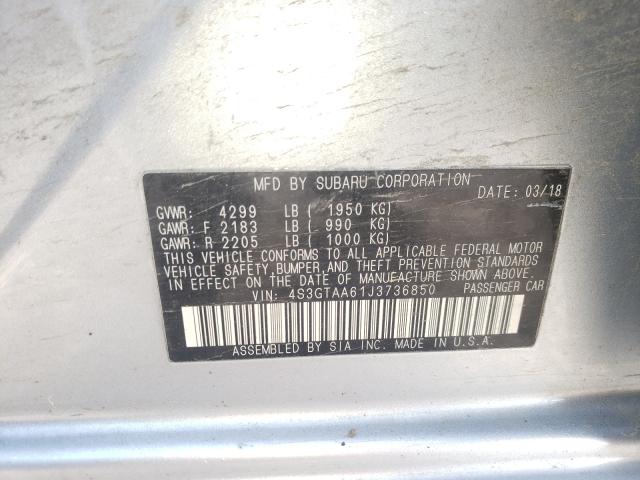 MFD BY SUBARU CORPORATION
DATE: 03/18
GVWR: 4299 LB ( 1950 KG)
GAWR: F 2183 LB ( 990 KG)
GAWR: R 2205 LB ( 1000 KG)
THIS VEHICLE CONFORMS TO ALL APPLICABLE FEDERAL MOTOR
VEHICLE SAFETY, BUMPER, AND THEFT PREVENTION STANDARDS
IN EFFECT ON THE DATE OF MANUFACTURE SHOWN ABOVE.
VIN: 4S3GTAA61J3736850 PASSENGER CAR
ASSEMBLED BY SIA INC. MADE IN U.S.A.